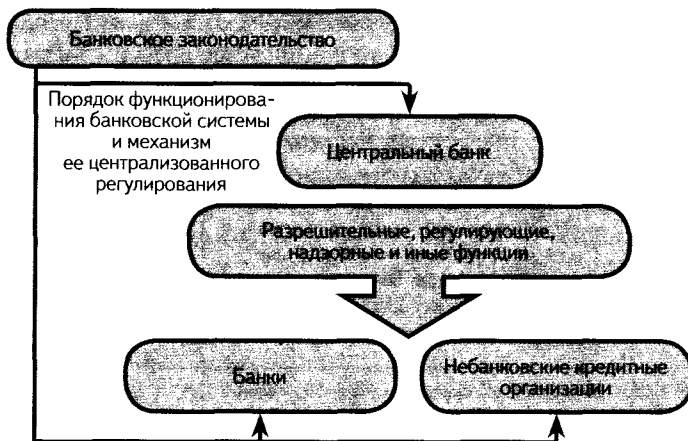 Банковское законодательство
Порядок функционирова-
ния банковской системы
и механизм
ее централизованного
регулирования
Центральный банк
Разрешительные, регулирующие,
надзорные и иные функции
Банки
Небанковские кредитные
организации